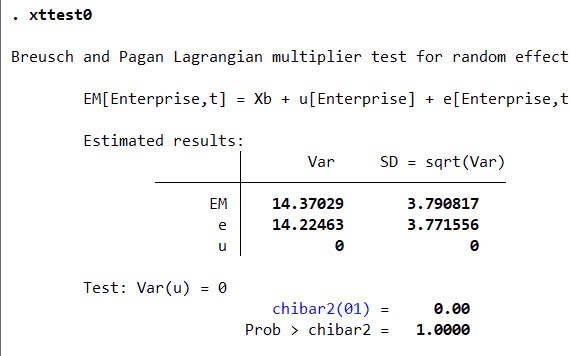 . xttest0
Breusch and Pagan Lagrangian multiplier test for random effect
EM[Enterprise,t] = Xb + u[Enterprise] + e[Enterprise,t
Estimated results:
Var SD = sqrt(Var)
EM 14.37029 3.790817
e 14.22463 3.771556
u 0 0
Test: Var(u) = 0
chibar2(01) = 0.00
Prob > chibar2 = 1.0000